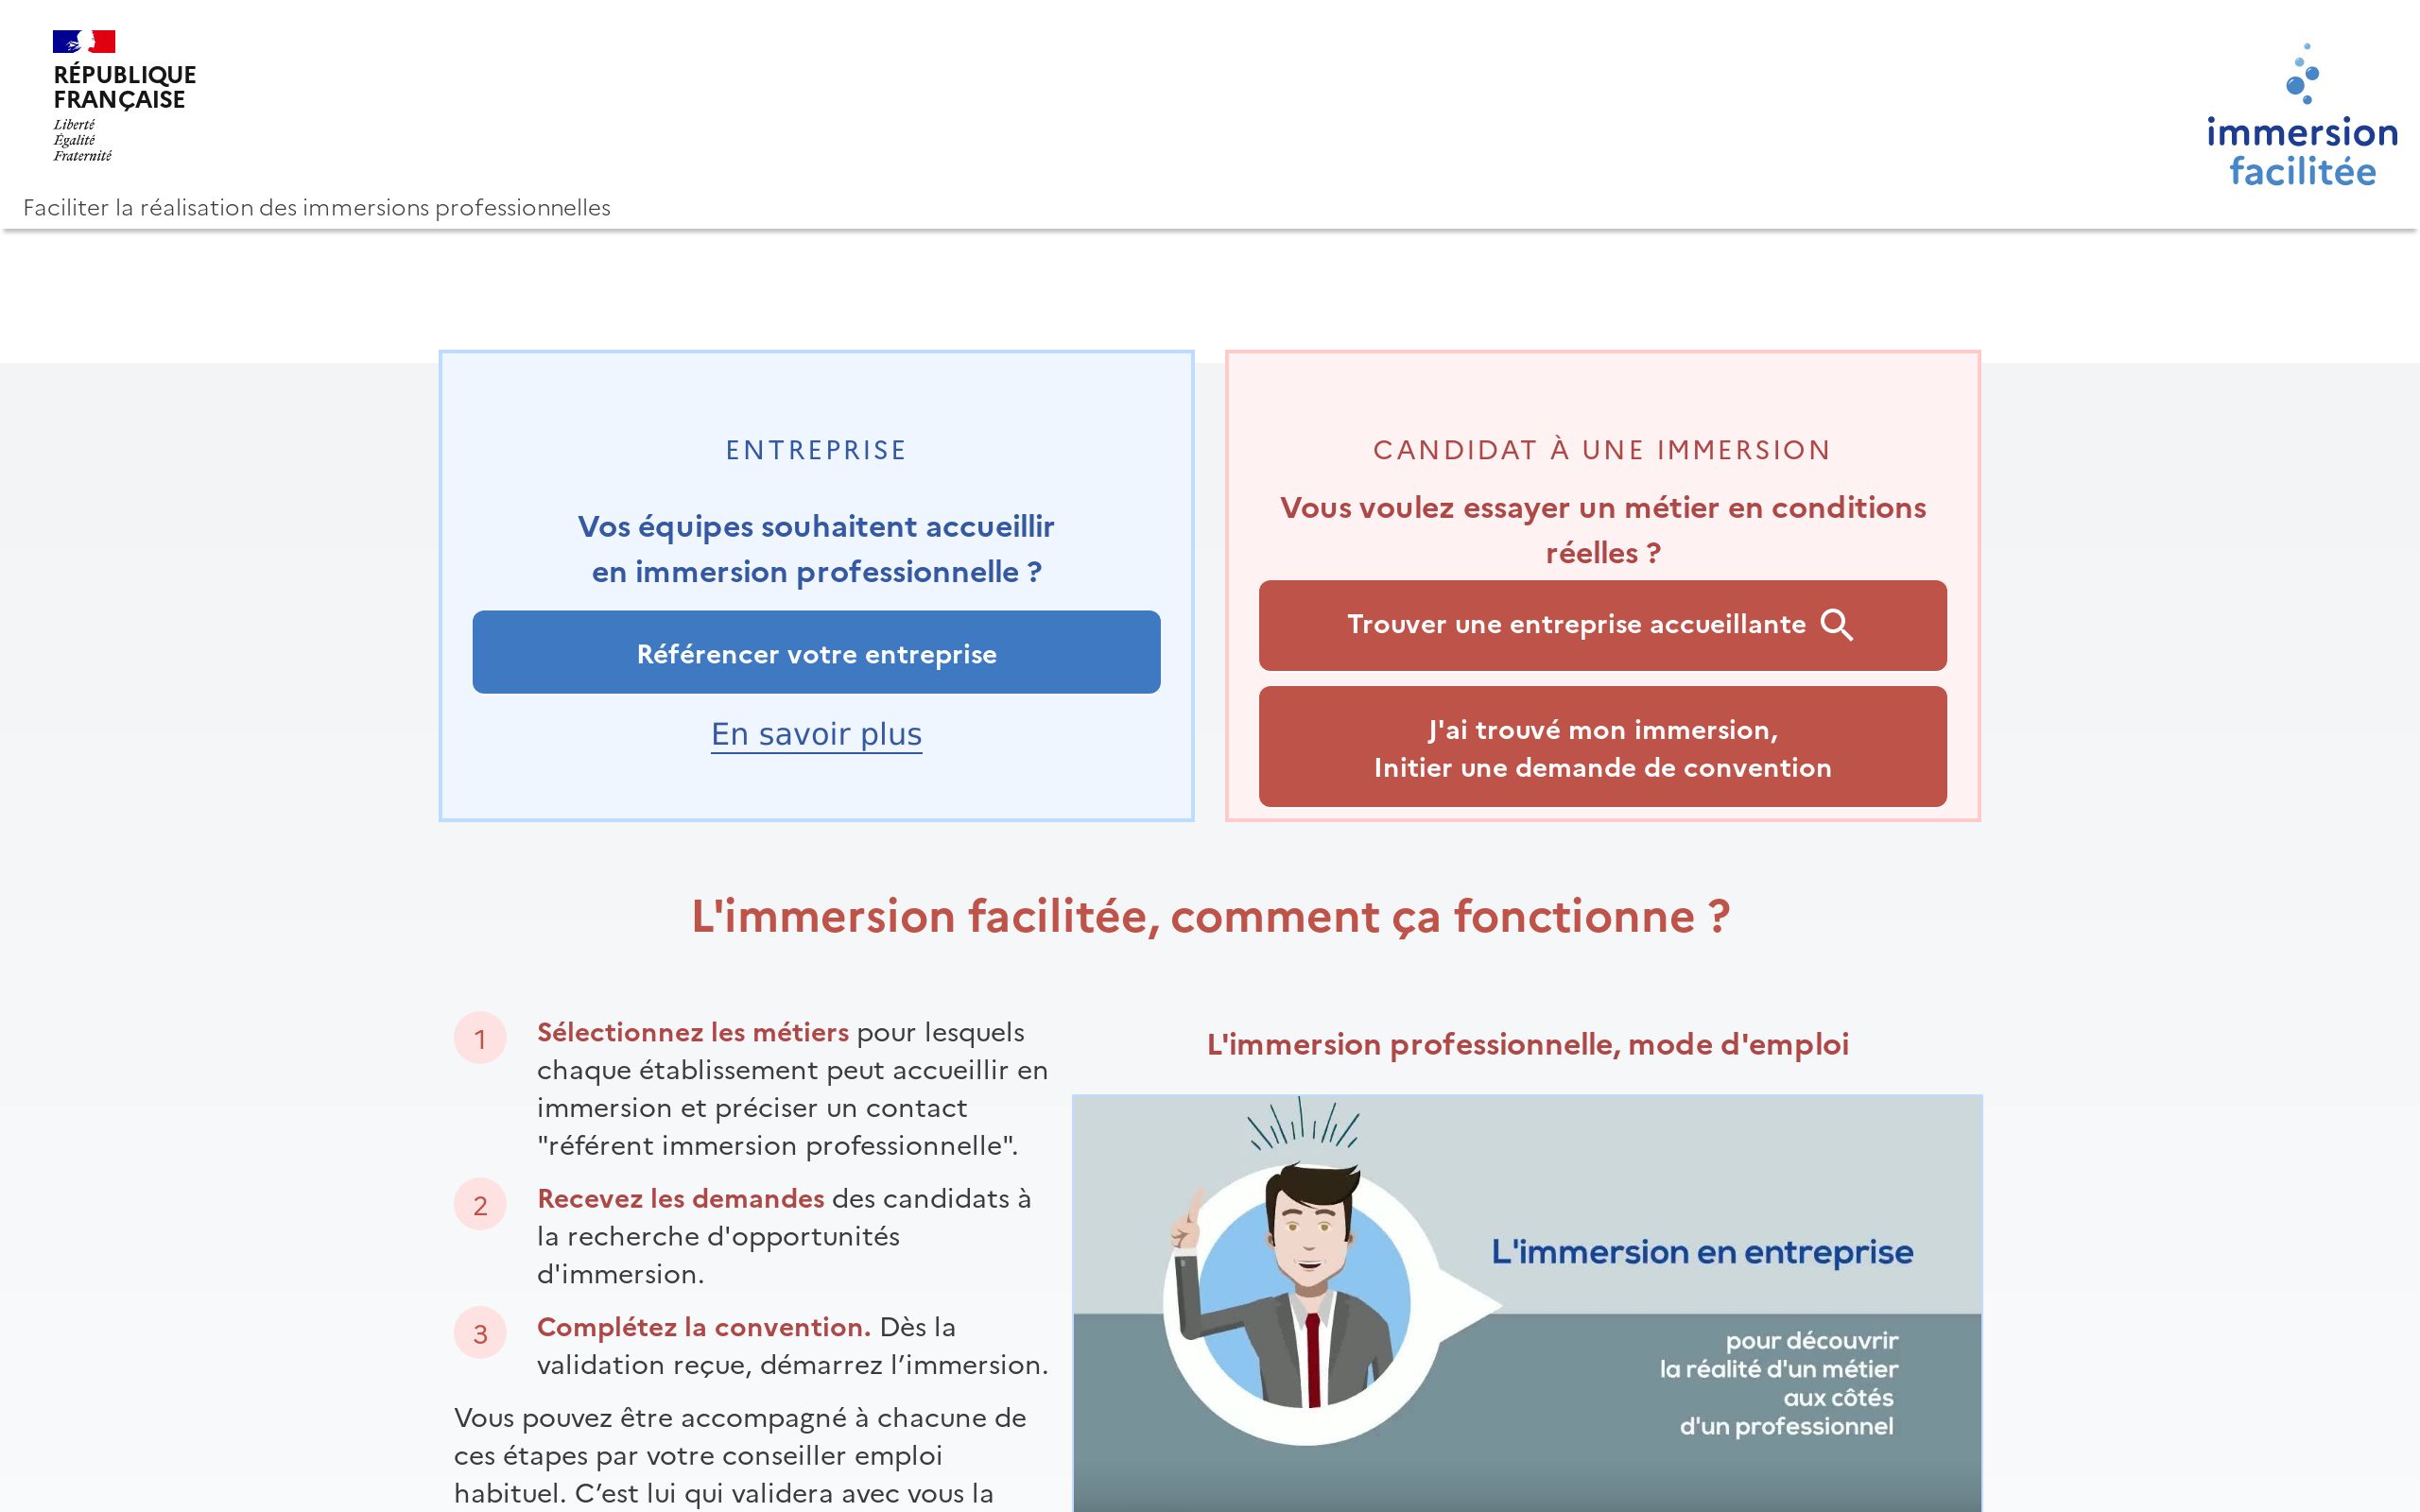 RÉPUBLIQUE
FRANÇAISE
Liberté
Égalité
Fraternité
immersion
facilitée
Faciliter la réalisation des immersions professionnelles
ENTREPRISE
Vos équipes souhaitent accueillir
en immersion professionnelle ?
Référencer votre entreprise
En savoir plus
CANDIDAT À UNE IMMERSION
Vous voulez essayer un métier en conditions
réelles ?
Trouver une entreprise accueillante
J'ai trouvé mon immersion,
Initier une demande de convention
L'immersion facilitée, comment ça fonctionne ?
1
Sélectionnez les métiers pour lesquels
chaque établissement peut accueillir en
immersion et préciser un contact
"référent immersion professionnelle".
2
Recevez les demandes des candidats à
la recherche d'opportunités
d'immersion.
3
Complétez la convention. Dès la
validation reçue, démarrez l’immersion.
Vous pouvez être accompagné à chacune de
ces étapes par votre conseiller emploi
habituel. C’est lui qui validera avec vous la
L'immersion professionnelle, mode d'emploi
L'immersion en entreprise
pour découvrir
la réalité d'un métier
aux côtés
d'un professionnel